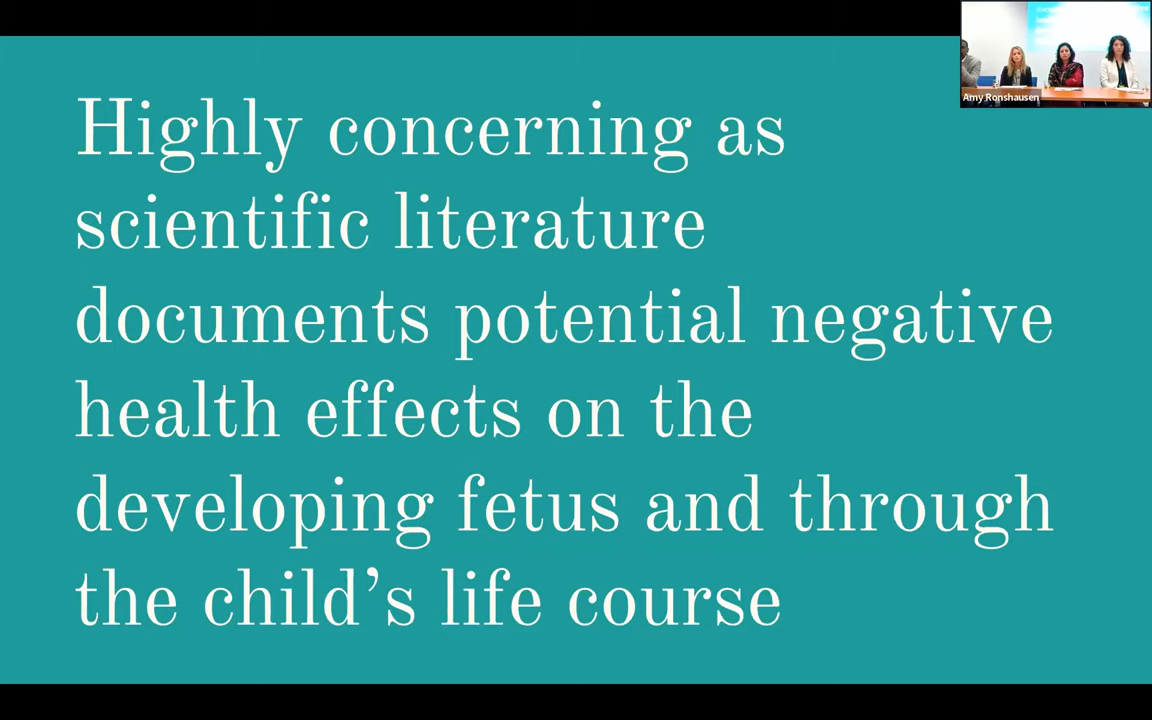 Highly concerning as
scientific literature
documents potential negative
health effects on the
developing fetus and through
the child’s life course
Amy Ronshausen